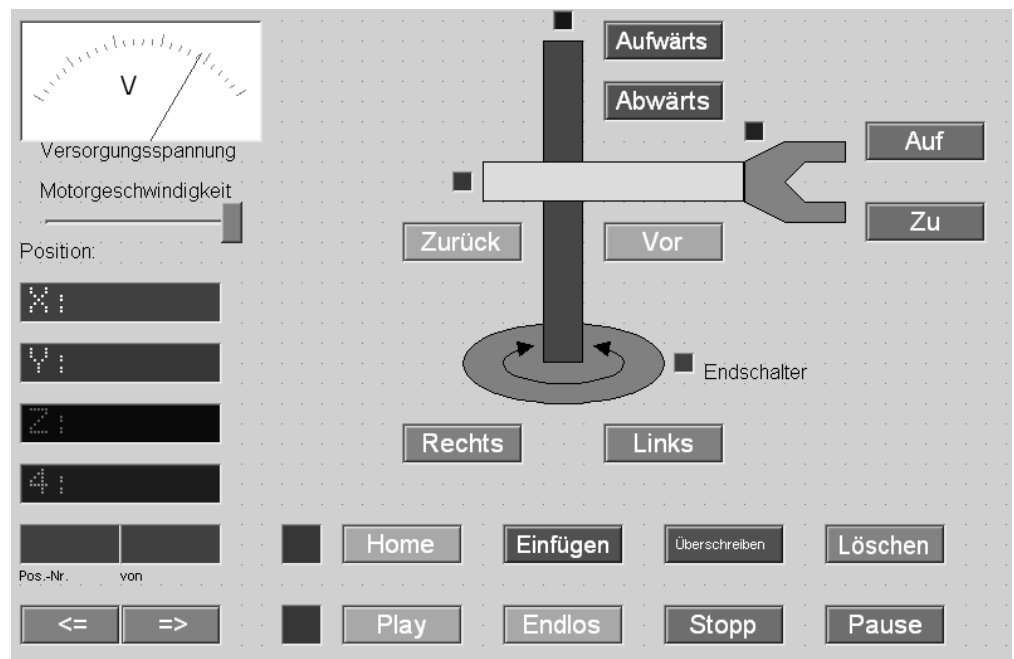 Aufwärts
V
Abwärts
Versorgungsspannung
Auf
Motorgeschwindigkeit
Zu
Position:
Zurück
Vor
X:
Y:
Endschalter
Z:
Rechts
Links
4:
Home
Einfügen
Überschreiben
Löschen
Pos.-Nr.
von
<=
=>
Play
Endlos
Stopp
Pause